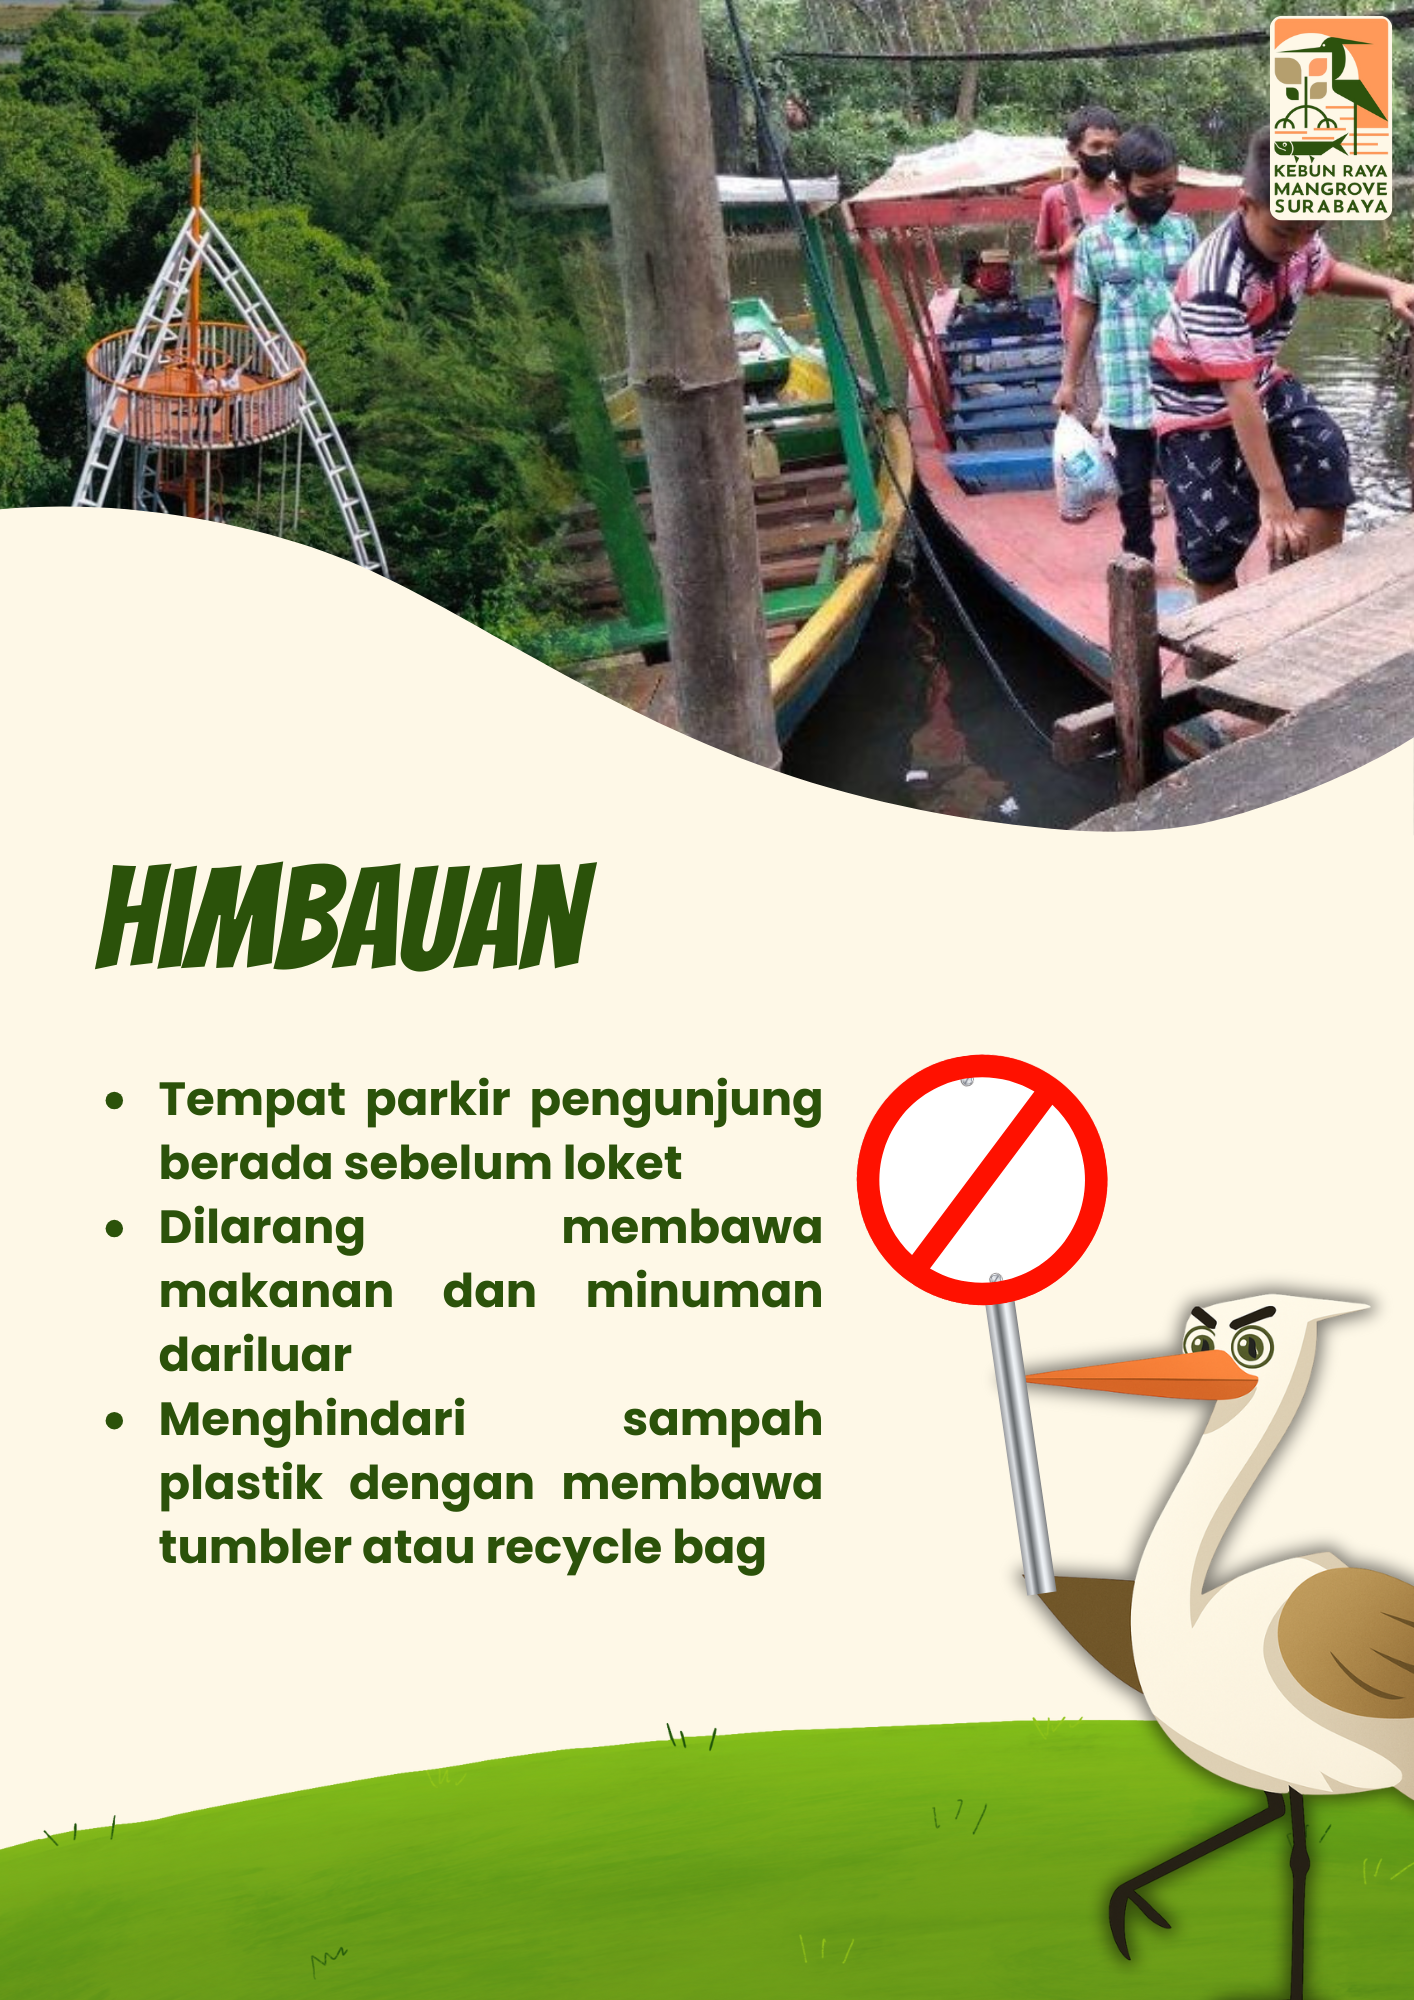 KEBUN RAYA
MANGROVE
SURABAYA
HIMBAUAN
• Tempat parkir pengunjung
berada sebelum loket
• Dilarang membawa
makanan dan minuman
dariluar
• Menghindari sampah
plastik dengan membawa
tumbler atau recycle bag